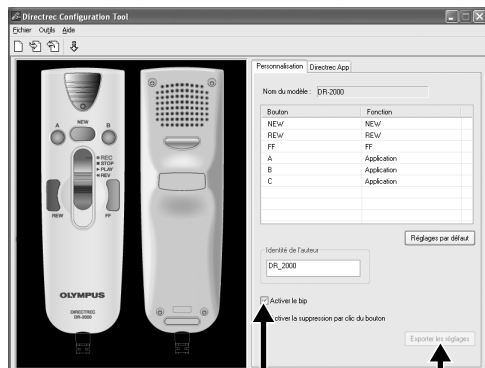 Directrec Configuration Tool
Fichier Outils Aide
A NEW B
REC
STOP
PLAY
REV
REW FF
OLYMPUS
DIRECTREC
DR-2000
Personnalisation Directrec App
Nom du modèle : DR-2000
Bouton Fonction
NEW NEW
REW REW
FF FF
A Application
B Application
C Application
Réglages par défaut
Identité de l'auteur
DR_2000
Activer le bip
ctiver la suppression par clic du bouton
Exporter les réglages